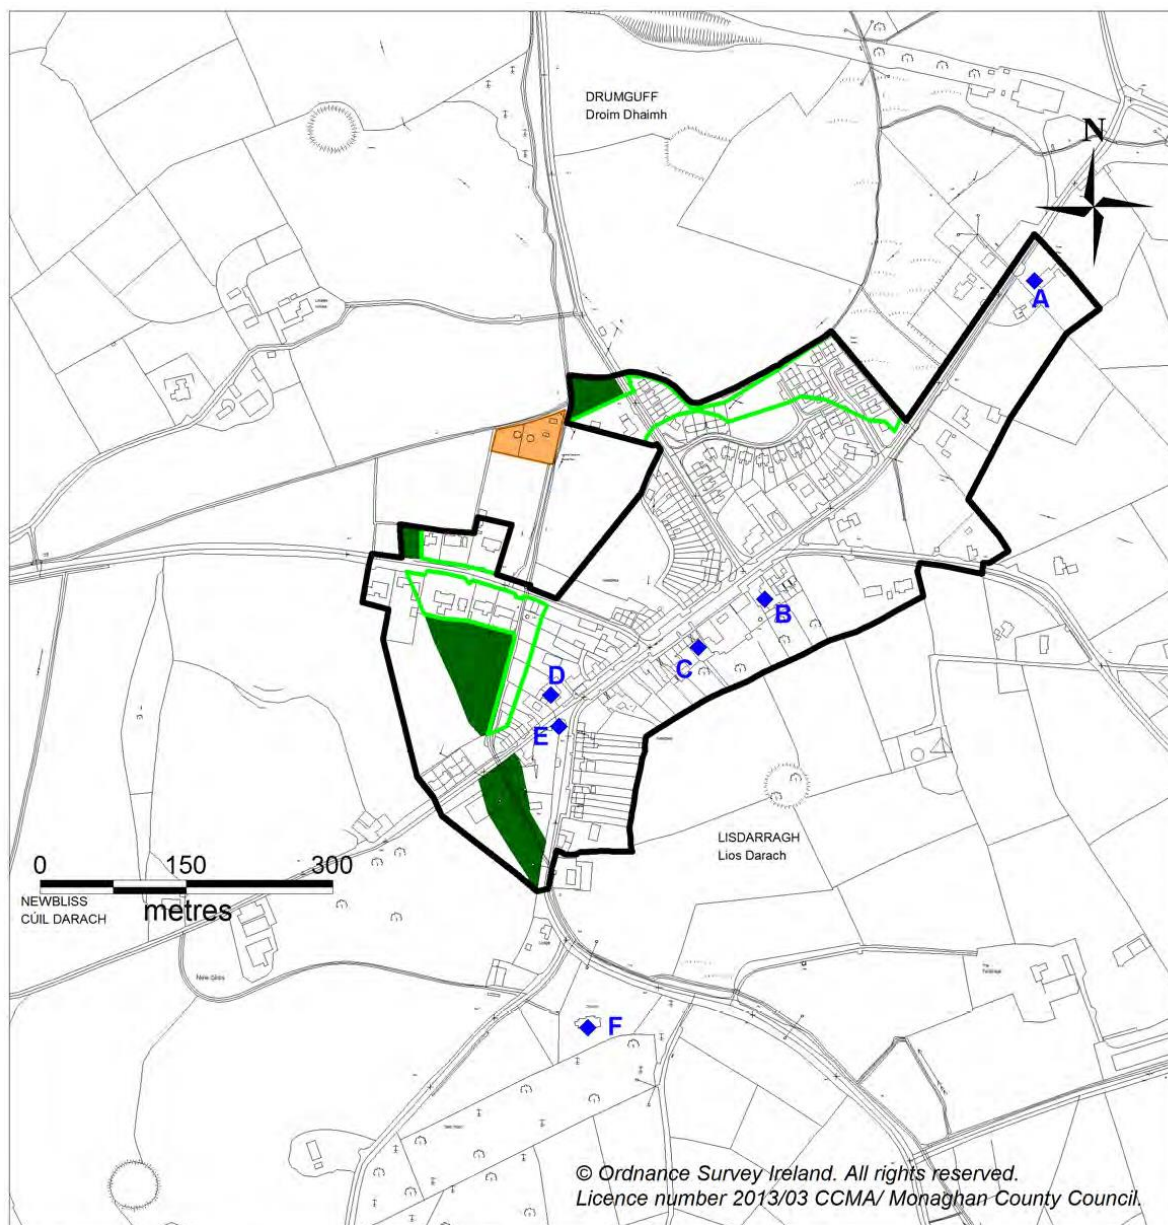 DRUMGUFF
Droim Dhaimh
N
A
B
C
D
E
LISDARRAGH
Lios Darach
0 150 300
metres
NEWBLISS
CÚIL DARACH
F
© Ordnance Survey Ireland. All rights reserved.
Licence number 2013/03 CCMA/ Monaghan County Council.